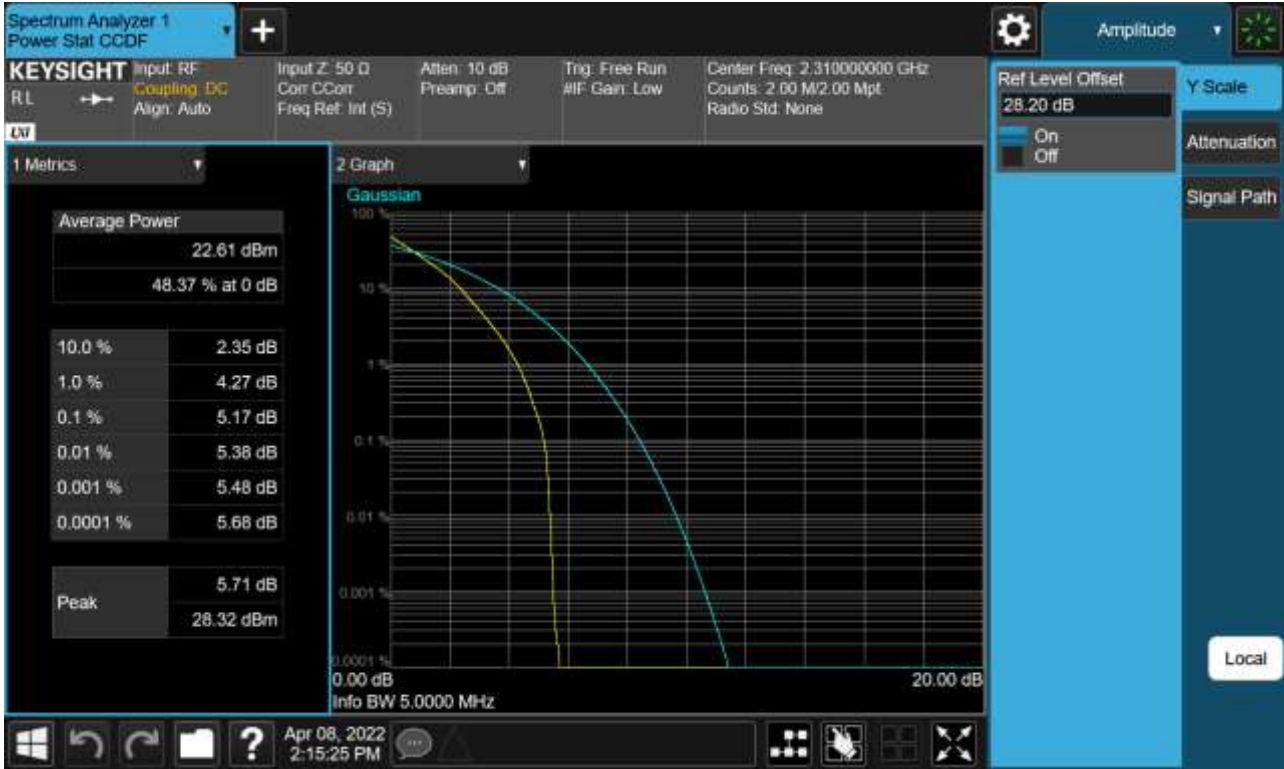 Spectrum Analyzer 1
Power Stat CCDF
+
Amplitude
KEYSIGHT
RL
LXI
Input: RF
Coupling: DC
Align: Auto
Input Z: 50 Ω
Corr CCorr
Freq Ref: Int (S)
Atten: 10 dB
Preamp: Off
Trig: Free Run
#IF Gain: Low
Center Freq: 2.310000000 GHz
Counts: 2.00 M/2.00 Mpt
Radio Std: None
Ref Level Offset
28.20 dB
On
Off
Y Scale
Attenuation
Signal Path
Local
1 Metrics
Average Power
22.61 dBm
48.37 % at 0 dB
10.0 % 2.35 dB
1.0 % 4.27 dB
0.1 % 5.17 dB
0.01 % 5.38 dB
0.001 % 5.48 dB
0.0001 % 5.68 dB
Peak
5.71 dB
28.32 dBm
2 Graph
Gaussian
100 %
10 %
1 %
0.1 %
0.01 %
0.001 %
0.0001 %
0.00 dB 20.00 dB
Info BW 5.0000 MHz
?
Apr 08, 2022
2:15:25 PM